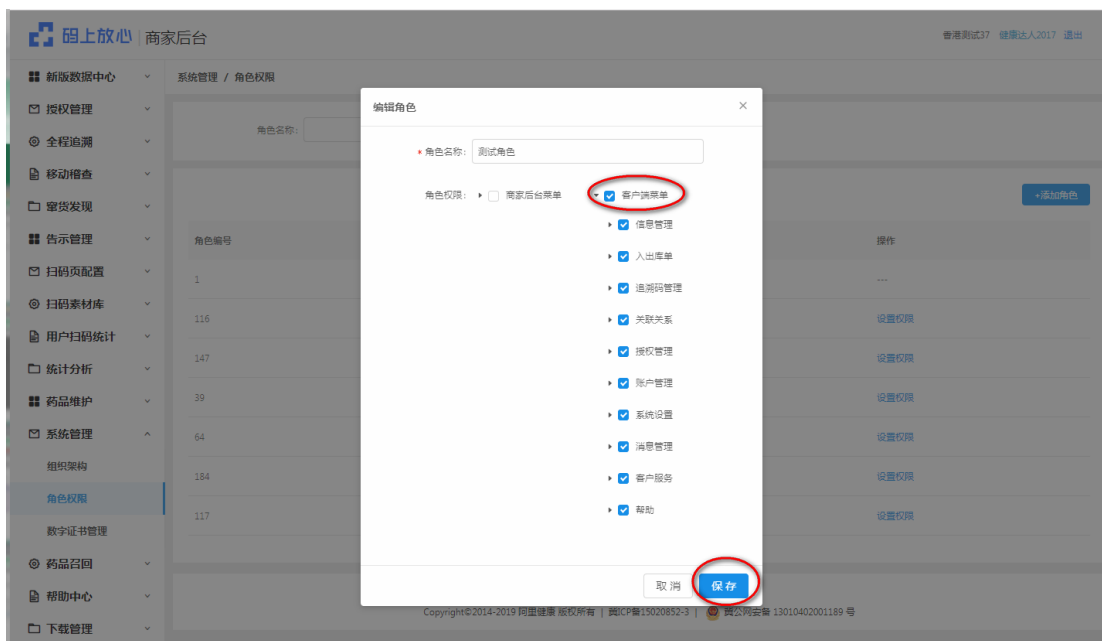 码上放心 | 商家后台
香港测试37 健康达人2017 退出
新版数据中心
授权管理
全程追溯
移动稽查
窜货发现
告示管理
扫码页配置
扫码素材库
用户扫码统计
统计分析
药品维护
系统管理
组织架构
角色权限
数字证书管理
药品召回
帮助中心
下载管理
系统管理 / 角色权限
角色名称:
+添加角色
角色编号 操作
1 ---
116 设置权限
147 设置权限
39 设置权限
64 设置权限
184 设置权限
117 设置权限
编辑角色 ×
* 角色名称: 测试角色
角色权限: 商家后台菜单 客户端菜单
信息管理
入出库单
追溯码管理
关联关系
授权管理
账户管理
系统设置
消息管理
客户服务
帮助
取 消 保 存
Copyright©2014-2019 阿里健康 版权所有 | 冀ICP备15020852-3 | 冀公网安备 13010402001189 号